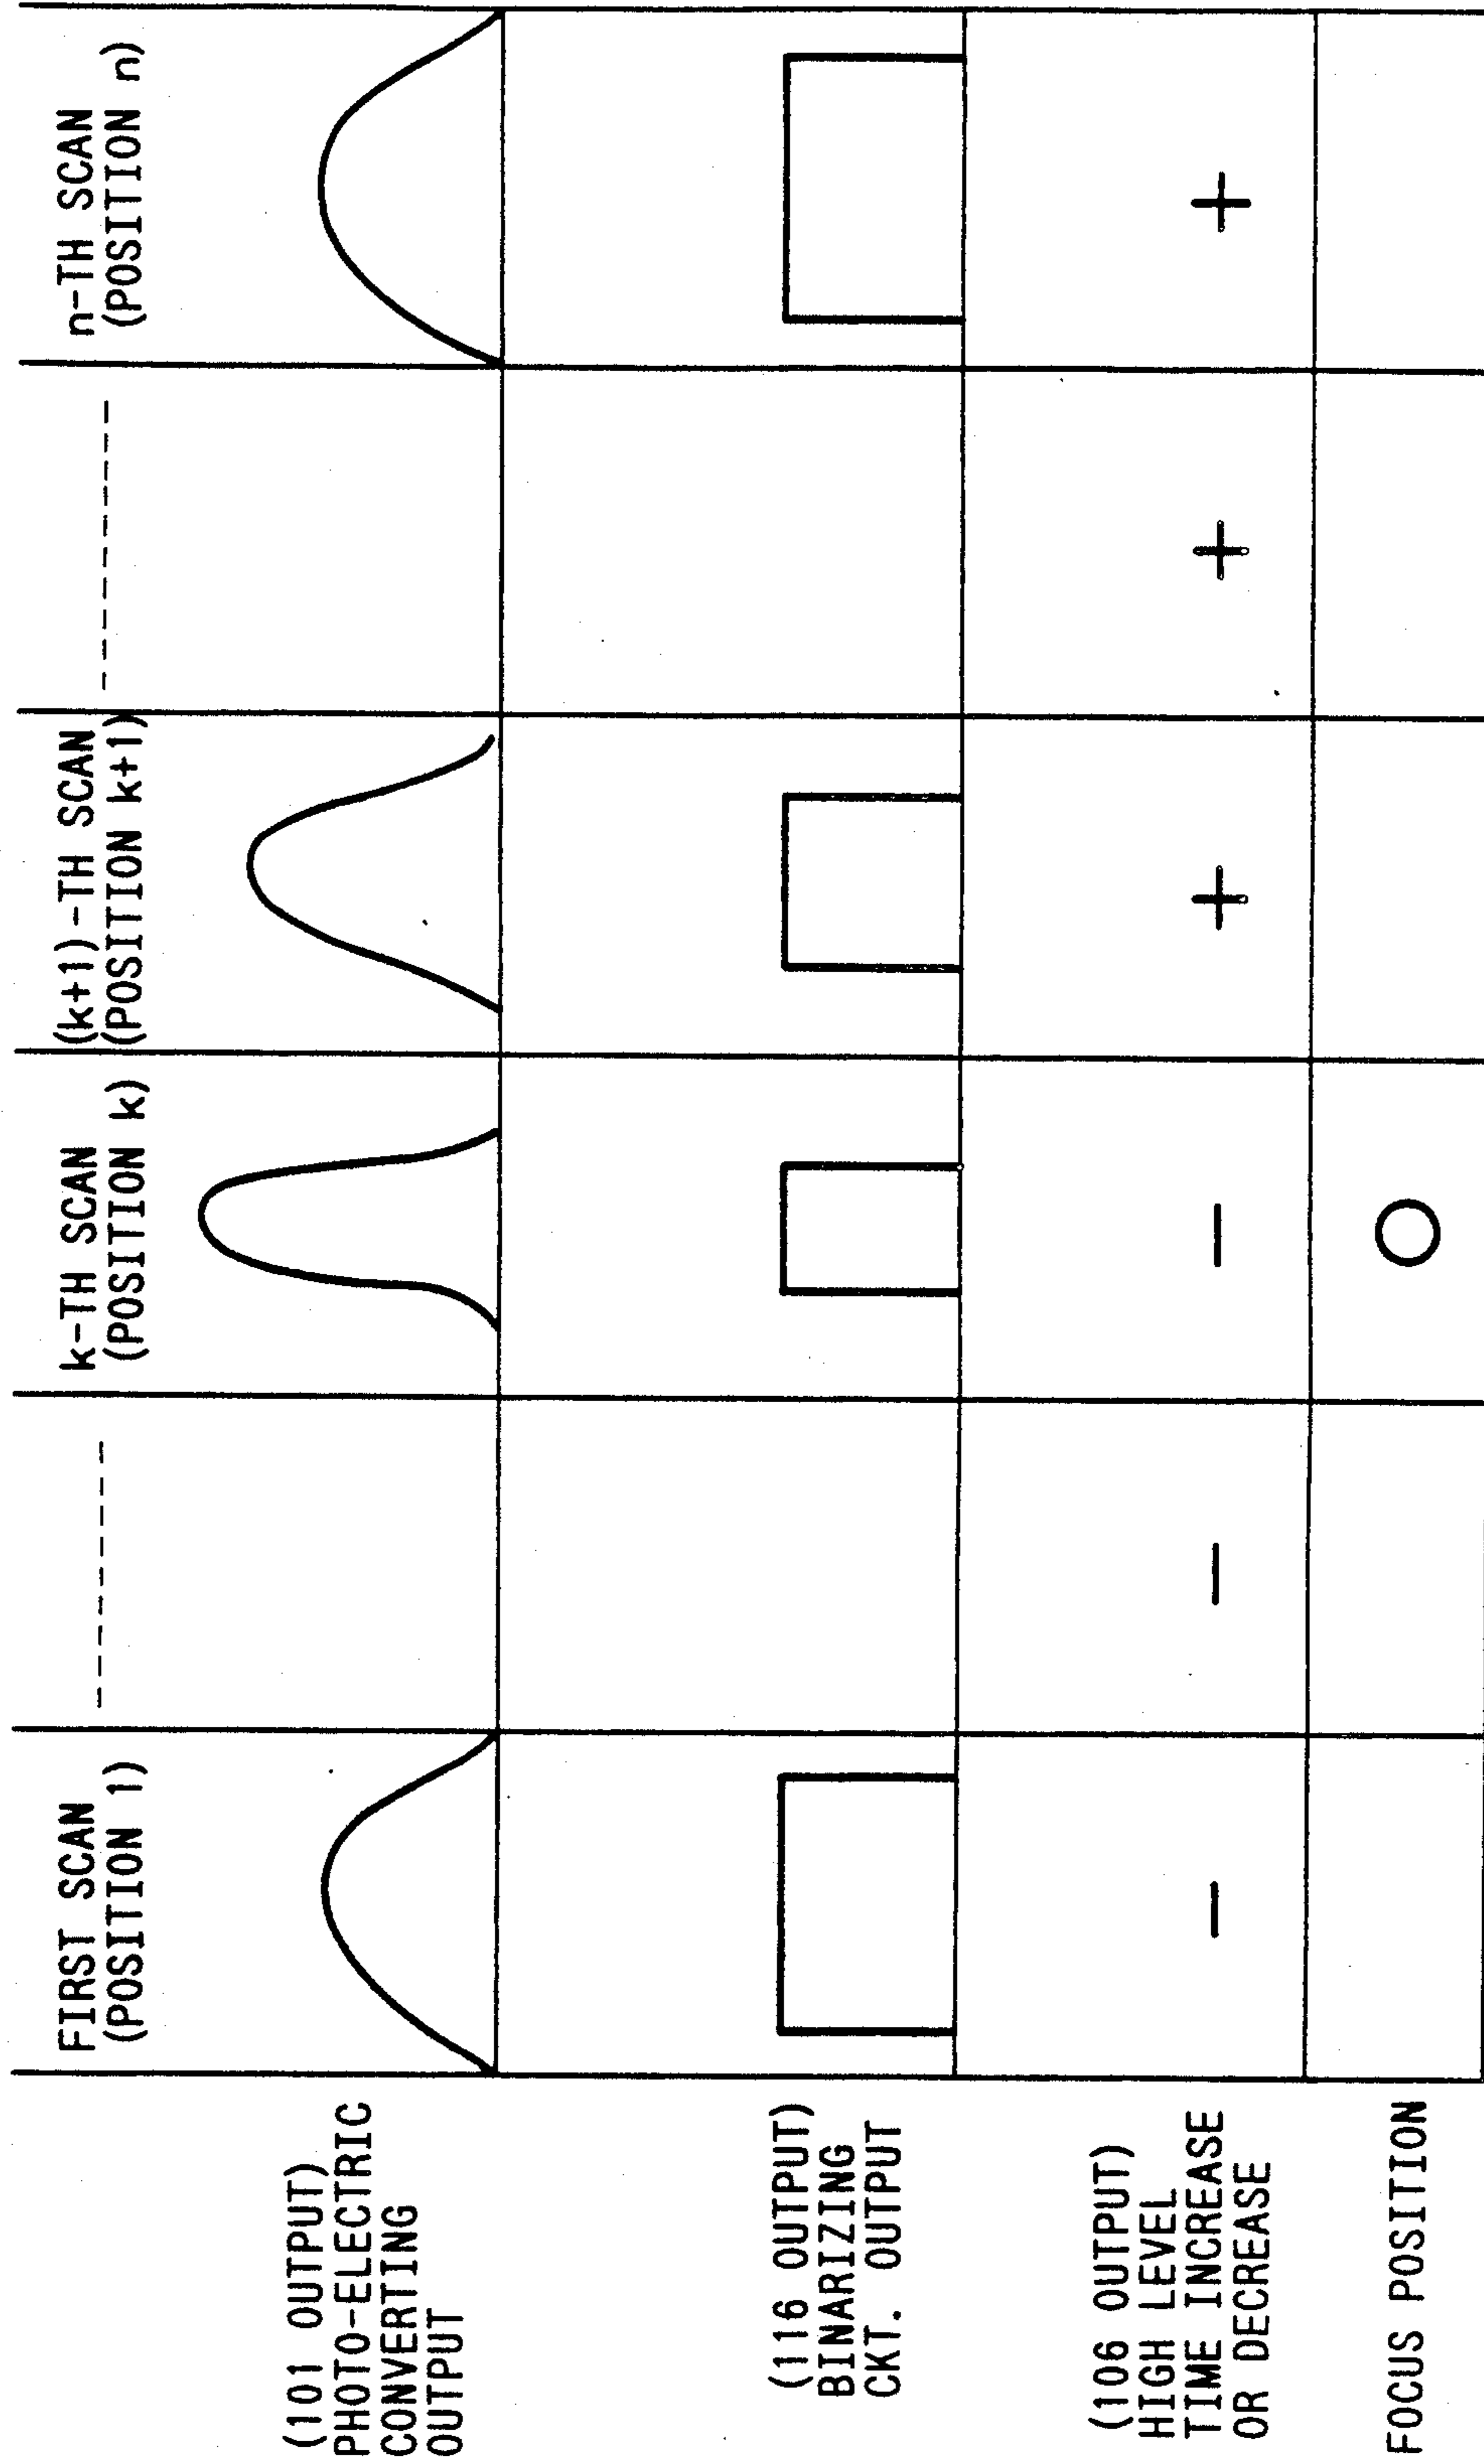 FIRST SCAN
(POSITION 1)
k-TH SCAN
(POSITION k)
(k+1)-TH SCAN
(POSITION k+1)
n-TH SCAN
(POSITION n)
(101 OUTPUT)
PHOTO-ELECTRIC
CONVERTING
OUTPUT
(116 OUTPUT)
BINARIZING
CKT. OUTPUT
(106 OUTPUT)
HIGH LEVEL
TIME INCREASE
OR DECREASE
− − − + + +
FOCUS POSITION